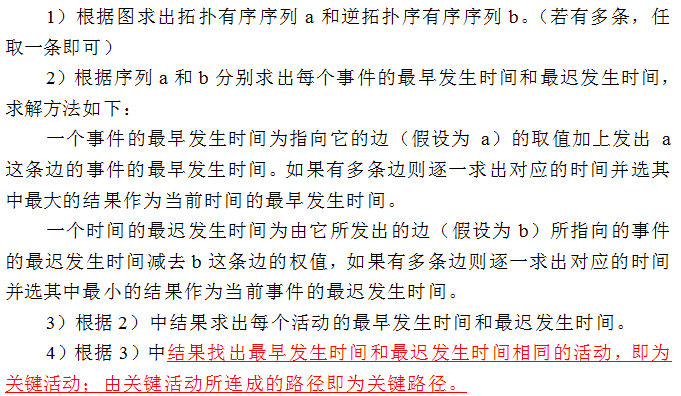 1）根据图求出拓扑有序序列 a 和逆拓扑序有序序列 b。（若有多条，任
取一条即可）
2）根据序列 a 和 b 分别求出每个事件的最早发生时间和最迟发生时间，
求解方法如下：
一个事件的最早发生时间为指向它的边（假设为 a）的取值加上发出 a
这条边的事件的最早发生时间。如果有多条边则逐一求出对应的时间并选其
中最大的结果作为当前时间的最早发生时间。
一个时间的最迟发生时间为由它所发出的边（假设为 b）所指向的事件
的最迟发生时间减去 b 这条边的权值，如果有多条边则逐一求出对应的时间
并选其中最小的结果作为当前事件的最迟发生时间。
3）根据 2）中结果求出每个活动的最早发生时间和最迟发生时间。
4）根据 3）中结果找出最早发生时间和最迟发生时间相同的活动，即为
关键活动；由关键活动所连成的路径即为关键路径。